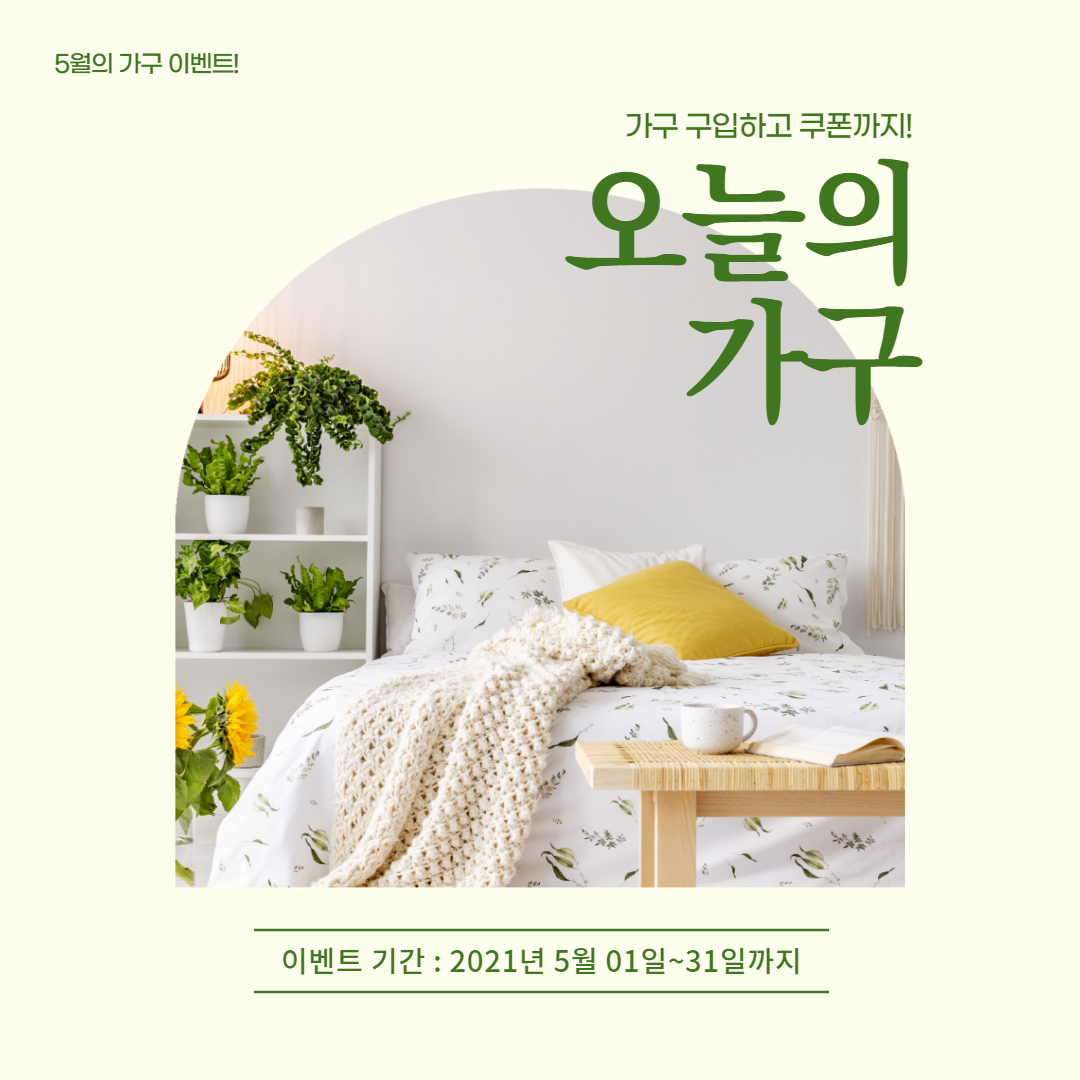 5월의 가구 이벤트!
가구 구입하고 쿠폰까지!
오늘의
가구
이벤트 기간 : 2021년 5월 01일~31일까지